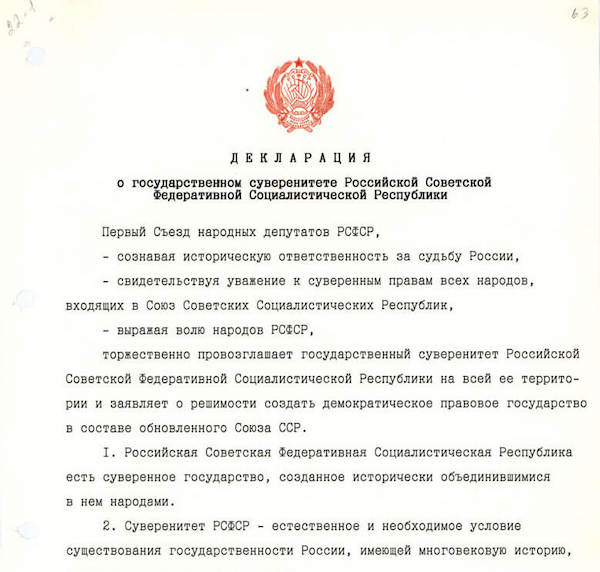 22-1
63
ДЕКЛАРАЦИЯ
о государственном суверенитете Российской Советской
Федеративной Социалистической Республики
Первый Съезд народных депутатов РСФСР,
- сознавая историческую ответственность за судьбу России,
- свидетельствуя уважение к суверенным правам всех народов,
входящих в Союз Советских Социалистических Республик,
- выражая волю народов РСФСР,
торжественно провозглашает государственный суверенитет Российской
Советской Федеративной Социалистической Республики на всей ее террито-
рии и заявляет о решимости создать демократическое правовое государство
в составе обновленного Союза ССР.
I. Российская Советская Федеративная Социалистическая Республика
есть суверенное государство, созданное исторически объединившимися
в нем народами.
2. Суверенитет РСФСР - естественное и необходимое условие
существования государственности России, имеющей многовековую историю,